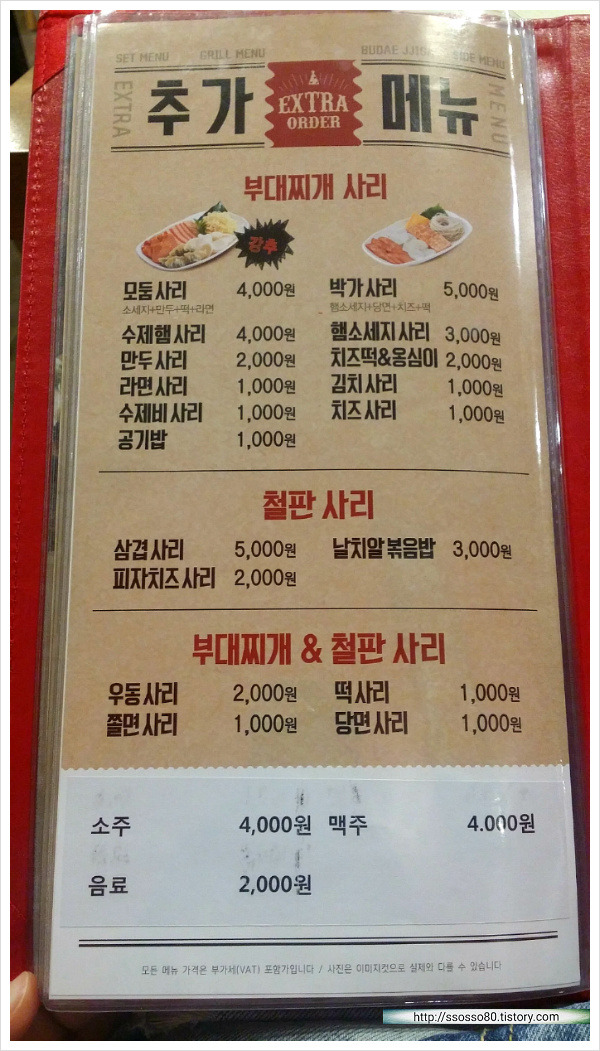 SET MENU GRILL MENU BUDAE JJIGAE SIDE MENU
EXTRA
추가
EXTRA
ORDER
메뉴
MENU
부대찌개 사리
강추
모둠사리 4,000원 박가사리 5,000원
소세지+만두+떡+라면 햄소세지+당면+치즈+떡
수제햄사리 4,000원 햄소세지사리 3,000원
만두사리 2,000원 치즈떡&옹심이 2,000원
라면사리 1,000원 김치사리 1,000원
수제비사리 1,000원 치즈사리 1,000원
공기밥 1,000원
철판 사리
삼겹사리 5,000원 날치알볶음밥 3,000원
피자치즈사리 2,000원
부대찌개 & 철판 사리
우동사리 2,000원 떡사리 1,000원
쫄면사리 1,000원 당면사리 1,000원
소주 4,000원 맥주 4.000원
음료 2,000원
모든 메뉴 가격은 부가세(VAT) 포함가입니다 / 사진은 이미지컷으로 실제와 다를 수 있습니다
http://ssosso80.tistory.com